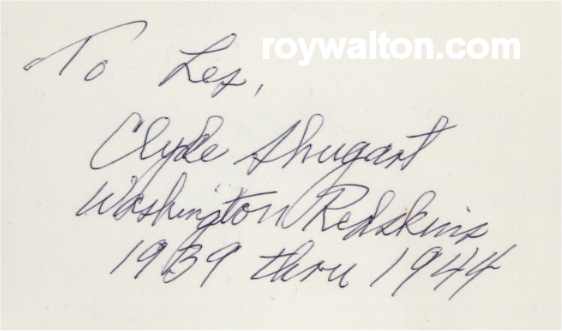 roywalton.com
To Les,
Clyde Shugart
Washington Redskins
1939 thru 1944